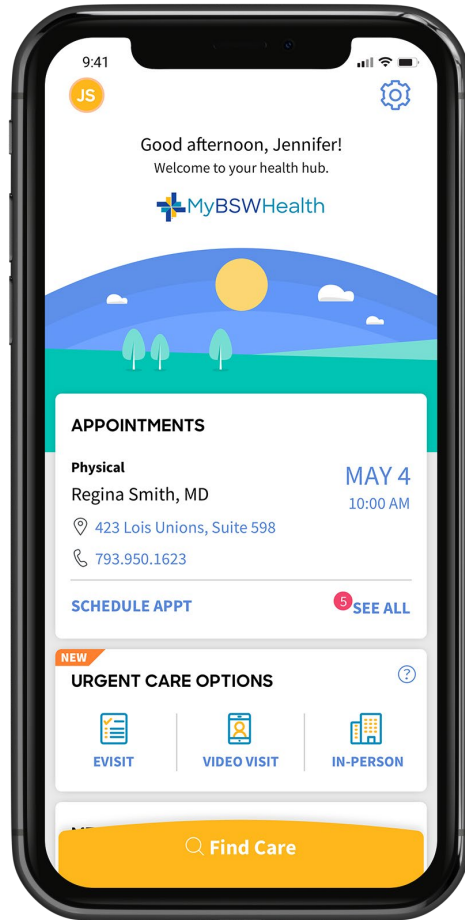 9:41
JS
Good afternoon, Jennifer!
Welcome to your health hub.
MyBSWHealth
APPOINTMENTS
Physical
Regina Smith, MD
MAY 4
10:00 AM
423 Lois Unions, Suite 598
793.950.1623
SCHEDULE APPT
5
SEE ALL
NEW
URGENT CARE OPTIONS
?
EVISIT
VIDEO VISIT
IN-PERSON
Find Care